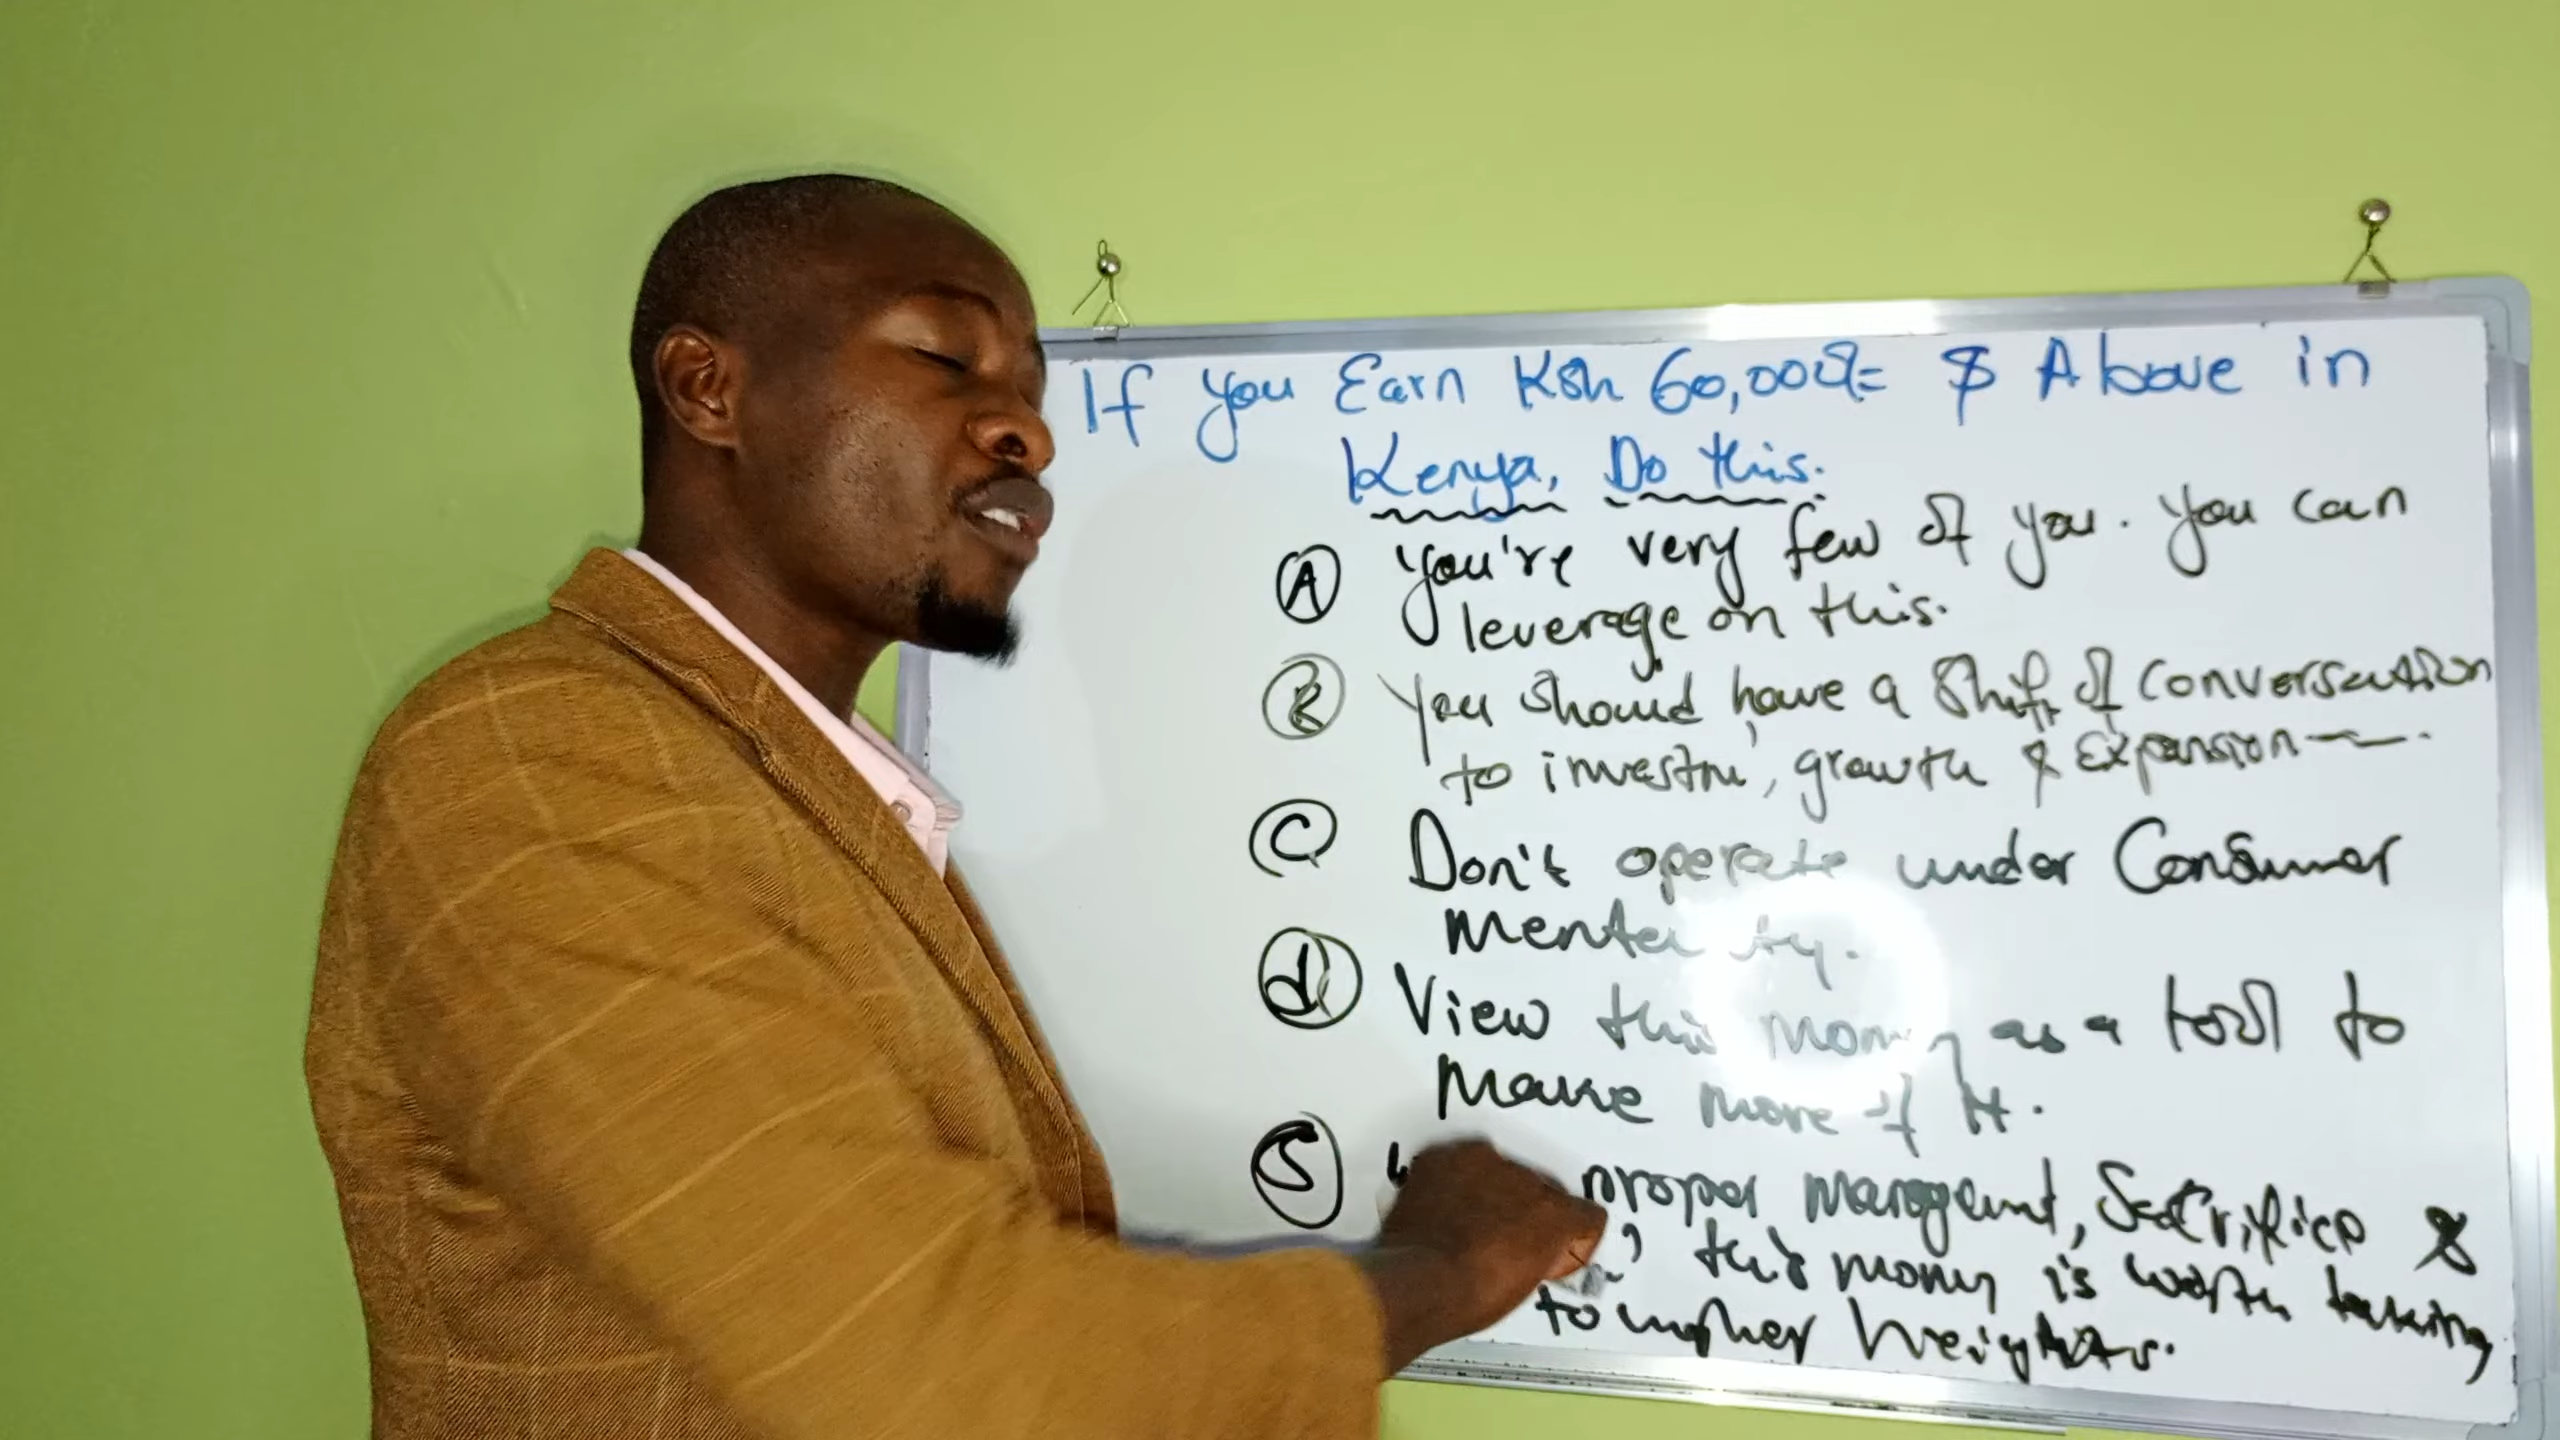 If you Earn Ksh 60,000/= & Above in
Kenya, Do this.
A You're very few of you. You can
leverage on this.
B You should have a Shift of Conversation
to investm', growth & Expansion
C Don't operate under Consumer
Mentality.
d View this money as a tool to
Make more of it.
5 proper management, Sacrifice &
this money is worth taking
to higher heights.